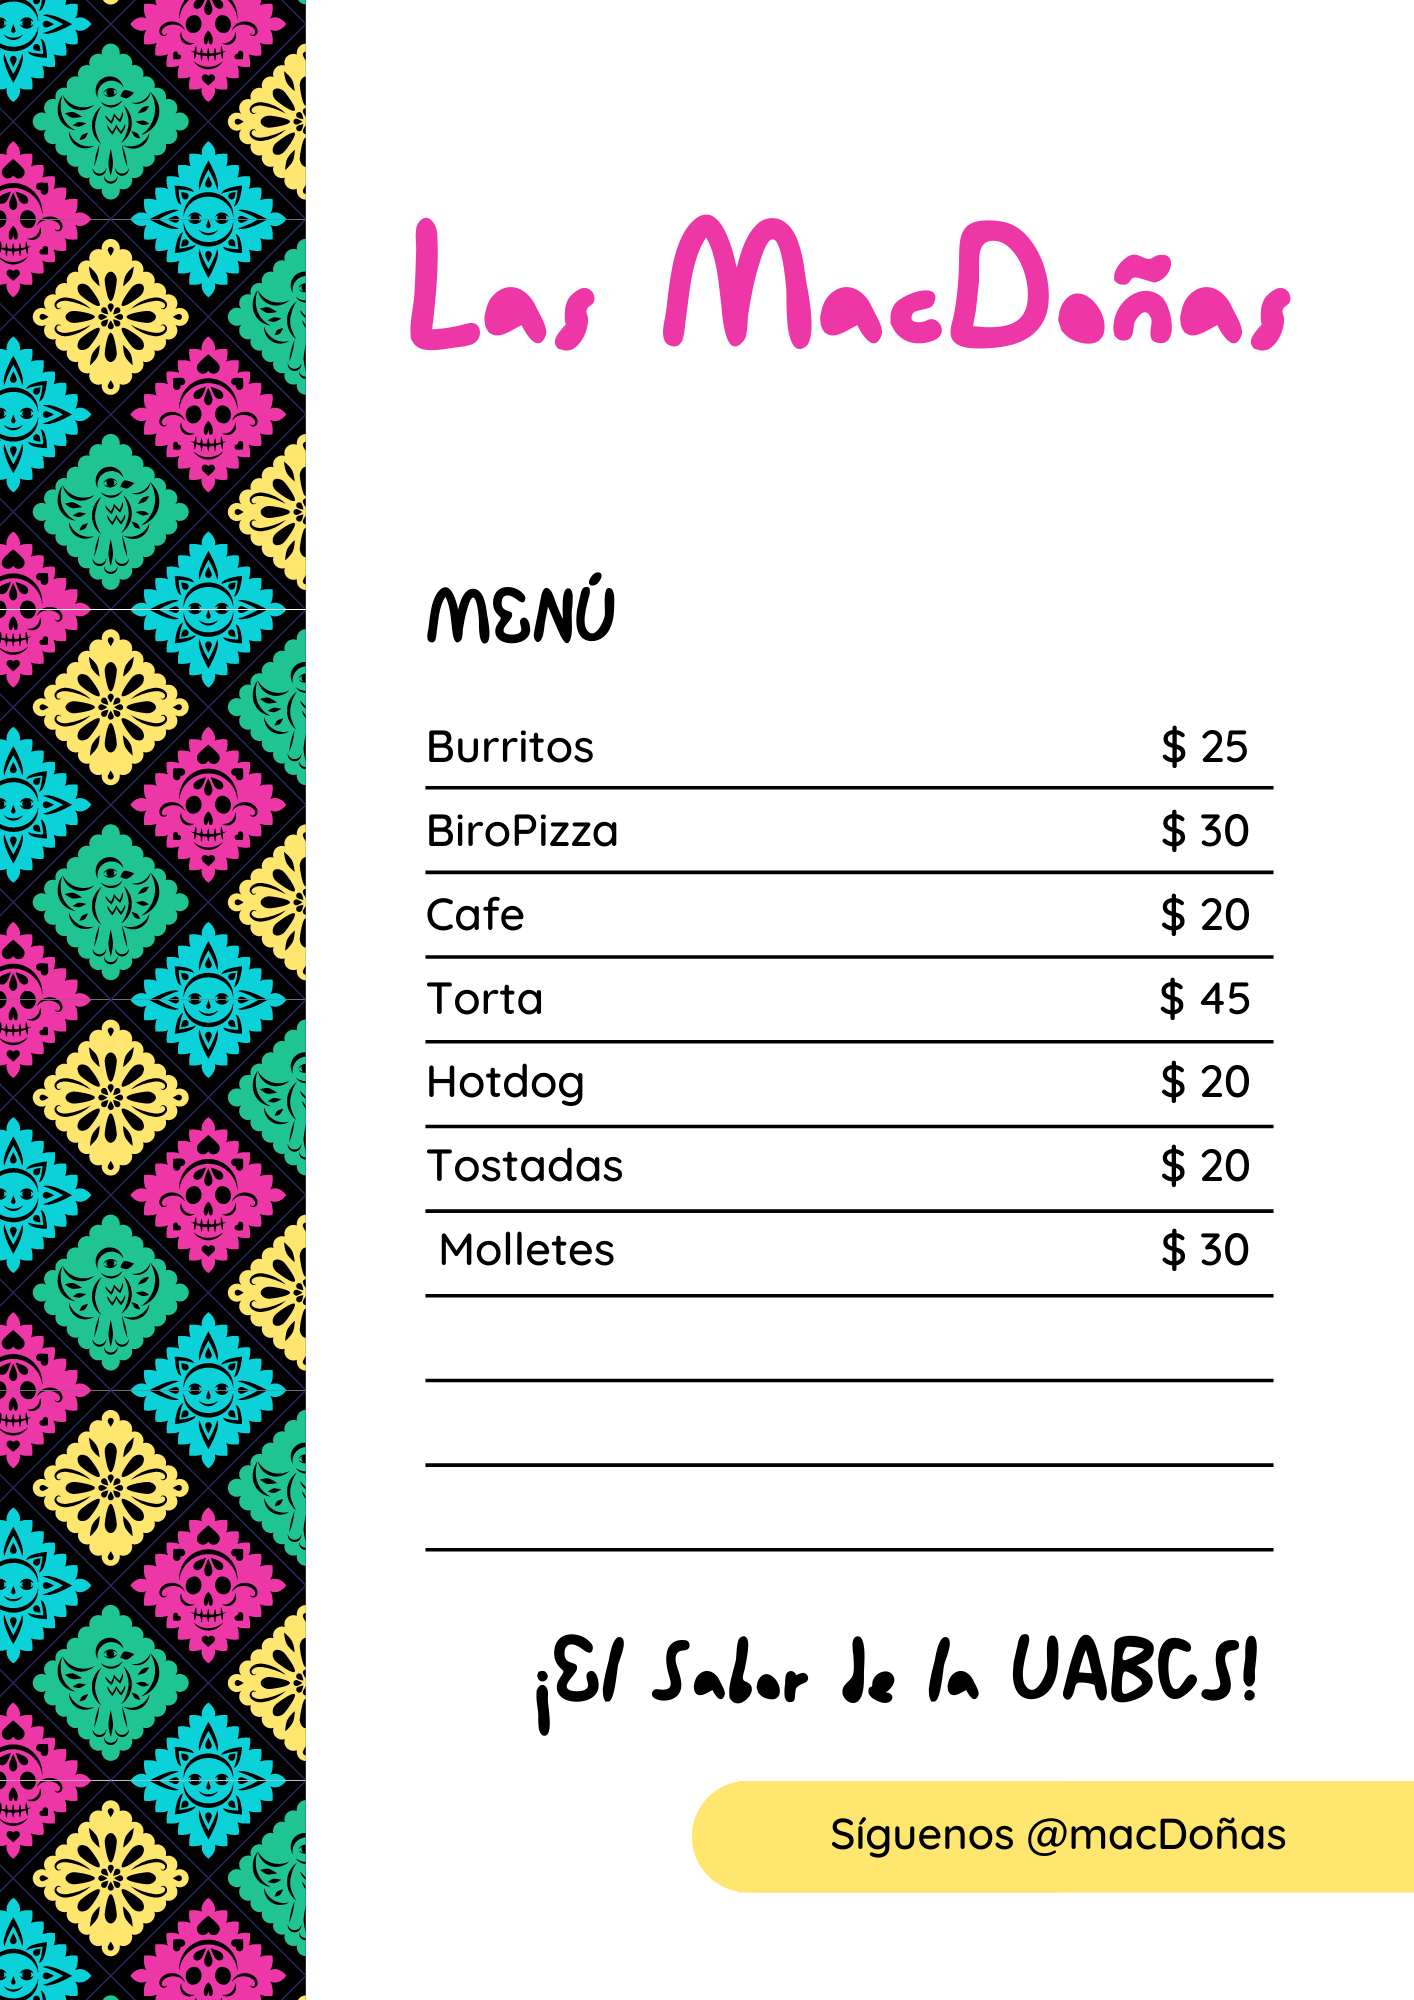 Las MacDoñas
MENÚ
Burritos $ 25
BiroPizza $ 30
Cafe $ 20
Torta $ 45
Hotdog $ 20
Tostadas $ 20
Molletes $ 30
¡El Sabor de la UABCS!
Síguenos @macDoñas